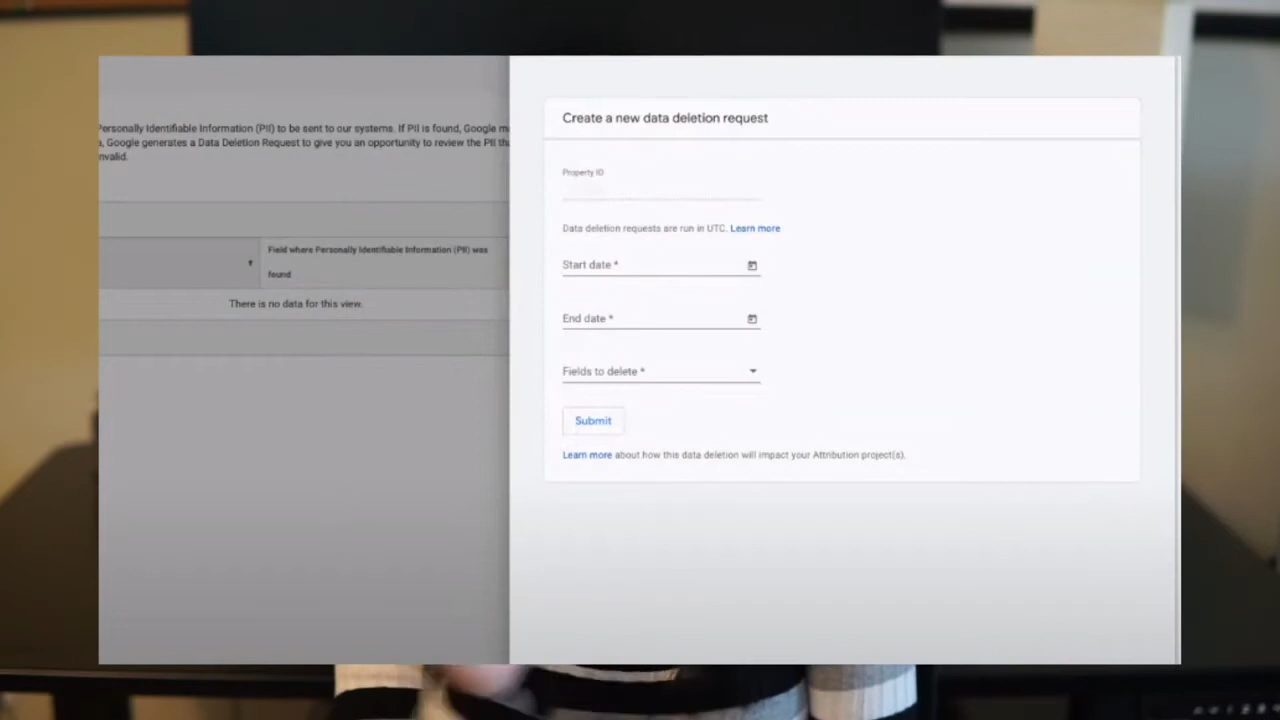 Personally Identifiable Information (PII) to be sent to our systems. If PII is found, Google
Google generates a Data Deletion Request to give you an opportunity to review the PII
nvalid.
Field where Personally Identifiable Information (PII) was
found
There is no data for this view.
Create a new data deletion request
Property ID
Data deletion requests are run in UTC. Learn more
Start date *
End date *
Fields to delete *
Submit
Learn more about how this data deletion will impact your Attribution project(s).